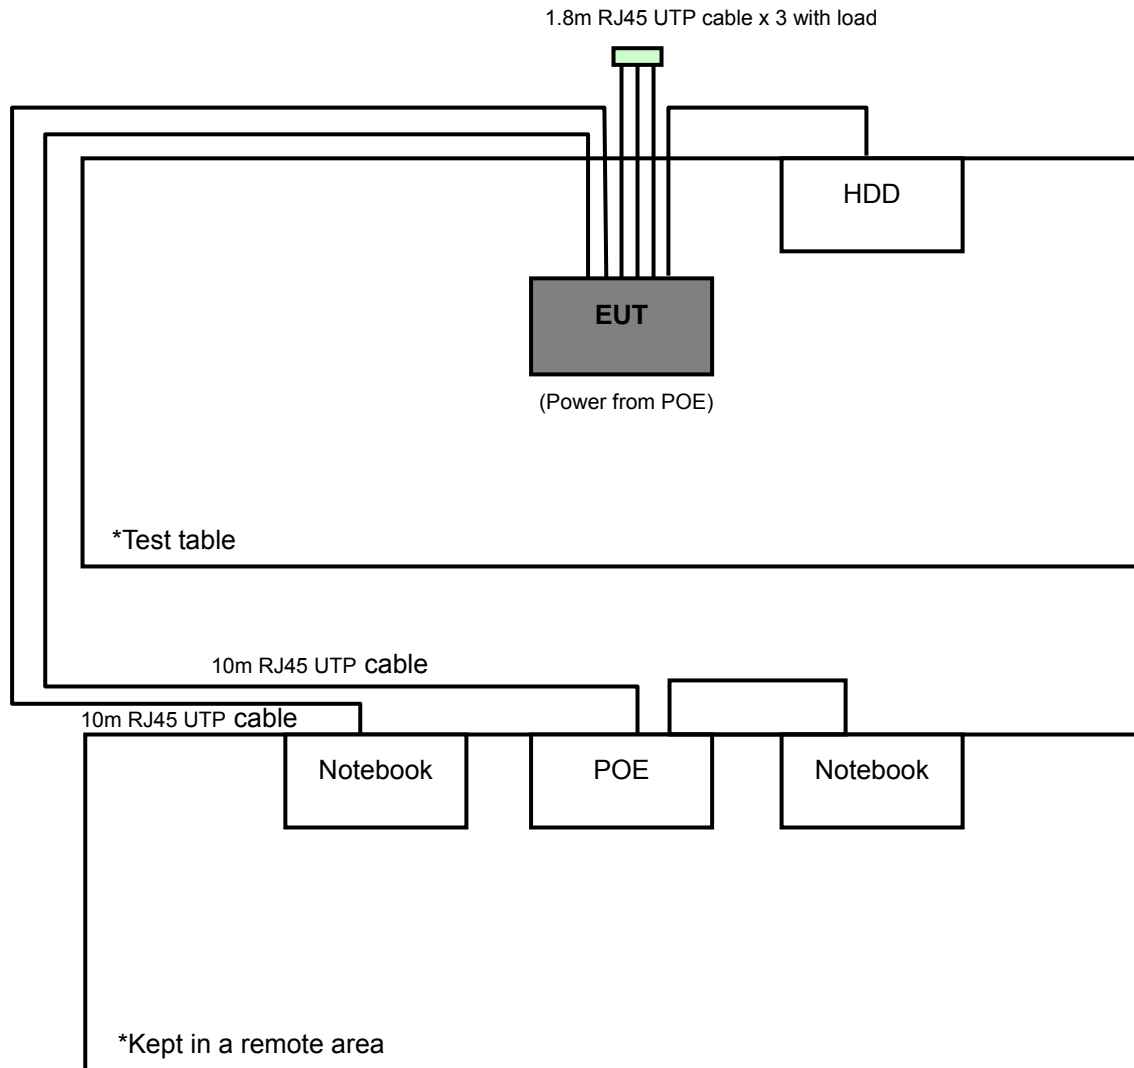 1.8m RJ45 UTP cable x 3 with load
HDD
EUT
(Power from POE)
*Test table
10m RJ45 UTP cable
10m RJ45 UTP cable
Notebook
POE
Notebook
*Kept in a remote area